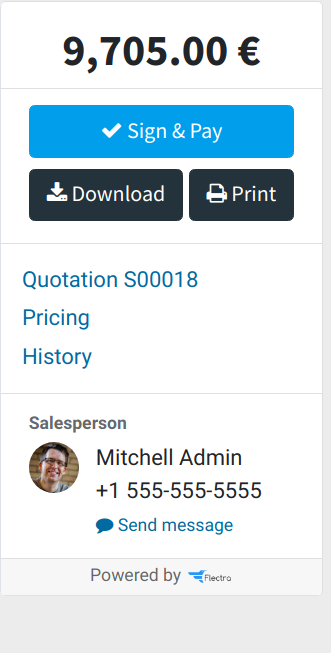 9,705.00 €
Sign & Pay
Download Print
Quotation S00018
Pricing
History
Salesperson
Mitchell Admin
+1 555-555-5555
Send message
Powered by Flectra